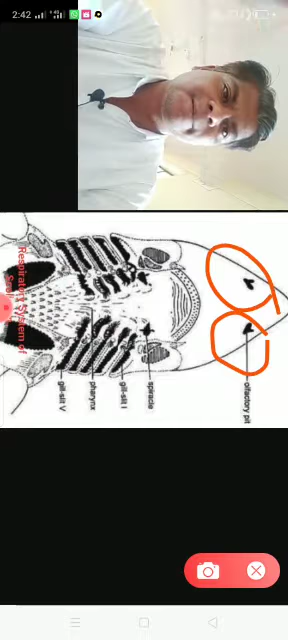 2:42
Respiratory System of
olfactory pit
spiracle
gill-slit I
pharynx
gill-slit V